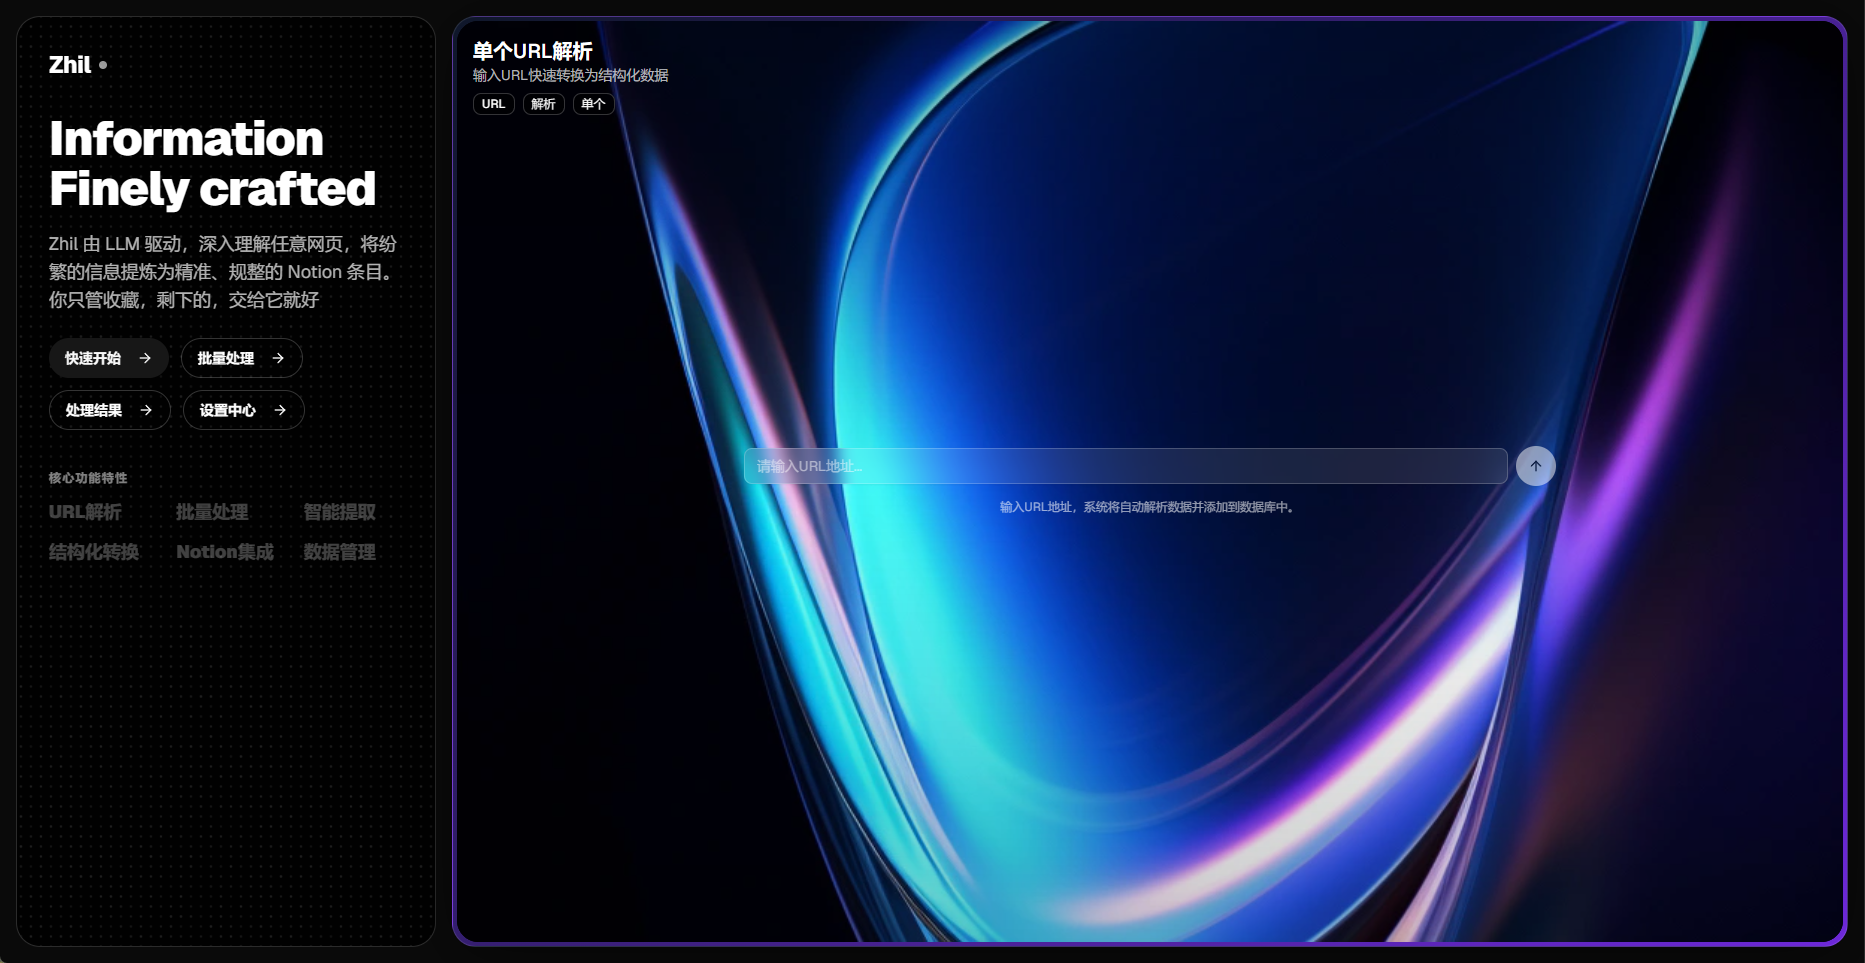 Zhil
Information
Finely crafted
Zhil 由 LLM 驱动，深入理解任意网页，将纷
繁的信息提炼为精准、规整的 Notion 条目。
你只管收藏，剩下的，交给它就好
快速开始 → 批量处理 →
处理结果 → 设置中心 →
核心功能特性
URL解析 批量处理 智能提取
结构化转换 Notion集成 数据管理
单个URL解析
输入URL快速转换为结构化数据
URL 解析 单个
请输入URL地址...
输入URL地址，系统将自动解析数据并添加到数据库中。